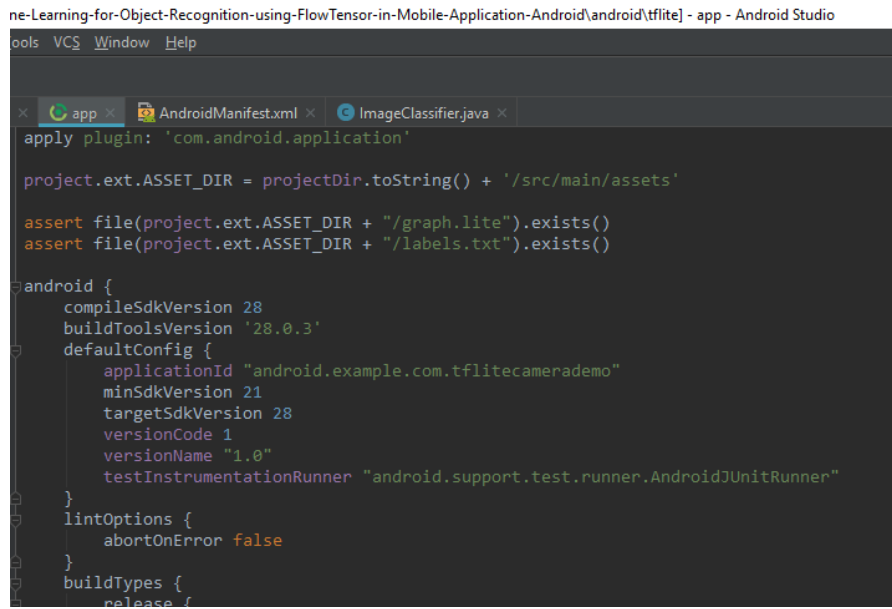 ne-Learning-for-Object-Recognition-using-FlowTensor-in-Mobile-Application-Android\android\tflite] - app - Android Studio
ools VCS Window Help
app AndroidManifest.xml ImageClassifier.java
apply plugin: 'com.android.application'
project.ext.ASSET_DIR = projectDir.toString() + '/src/main/assets'
assert file(project.ext.ASSET_DIR + "/graph.lite").exists()
assert file(project.ext.ASSET_DIR + "/labels.txt").exists()
android {
compileSdkVersion 28
buildToolsVersion '28.0.3'
defaultConfig {
applicationId "android.example.com.tflitecamerademo"
minSdkVersion 21
targetSdkVersion 28
versionCode 1
versionName "1.0"
testInstrumentationRunner "android.support.test.runner.AndroidJUnitRunner"
}
lintOptions {
abortOnError false
}
buildTypes {
release {